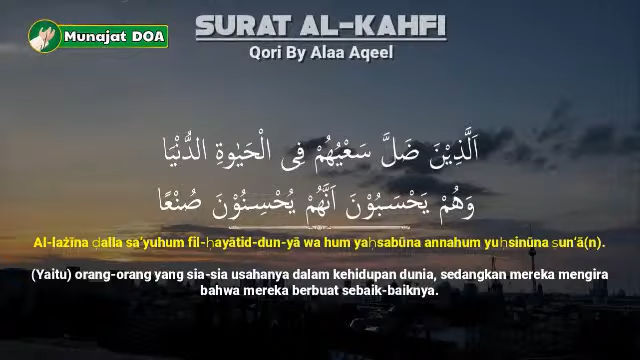 Munajat DOA
SURAT AL-KAHFI
Qori By Alaa Aqeel
اَلَّذِيْنَ ضَلَّ سَعْيُهُمْ فِى الْحَيٰوةِ الدُّنْيَا
وَهُمْ يَحْسَبُوْنَ اَنَّهُمْ يُحْسِنُوْنَ صُنْعًا
Al-lażīna ḍalla sa‘yuhum fil-ḥayātid-dun-yā wa hum yaḥsabūna annahum yuḥsinūna ṣun‘ā(n).
(Yaitu) orang-orang yang sia-sia usahanya dalam kehidupan dunia, sedangkan mereka mengira
bahwa mereka berbuat sebaik-baiknya.